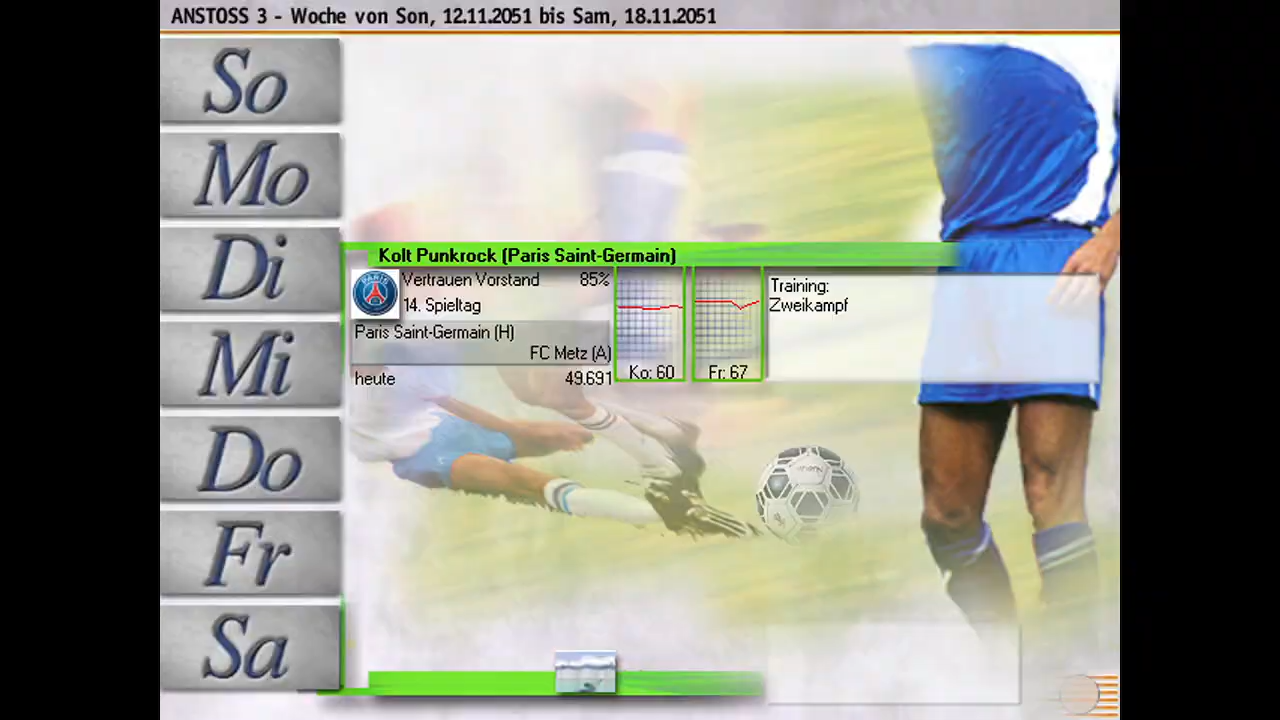 ANSTOSS 3 - Woche von Son, 12.11.2051 bis Sam, 18.11.2051
So
Mo
Di
Mi
Do
Fr
Sa
Kolt Punkrock (Paris Saint-Germain)
PARIS
Vertrauen Vorstand 85%
14. Spieltag
Paris Saint-Germain (H)
FC Metz (A)
heute 49.691
Ko: 60
Fr: 67
Training:
Zweikampf